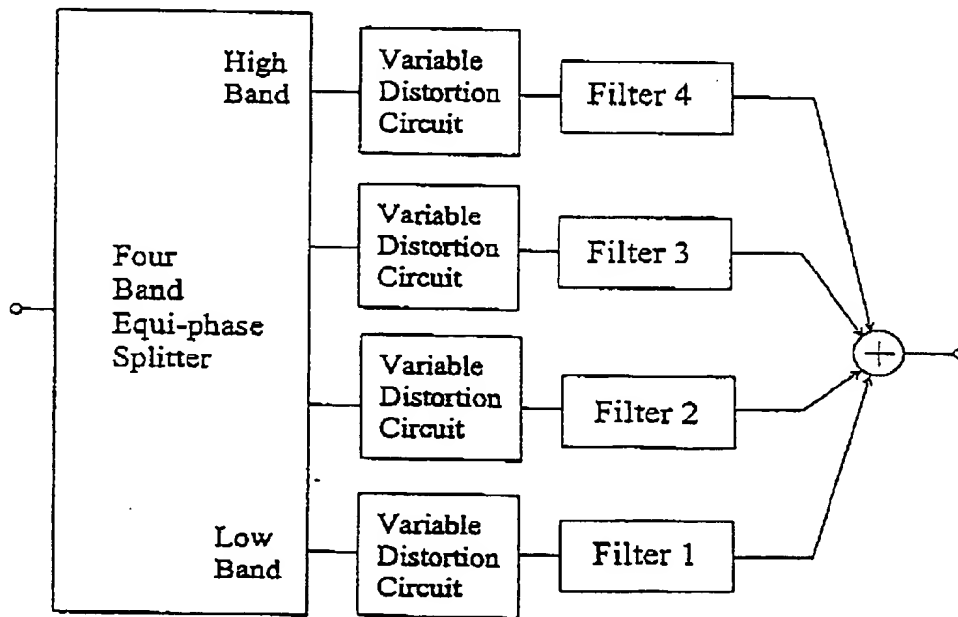 High
Band
Variable
Distortion
Circuit
Filter 4
Variable
Distortion
Circuit
Filter 3
Four
Band
Equi-phase
Splitter
+
Variable
Distortion
Circuit
Filter 2
Low
Band
Variable
Distortion
Circuit
Filter 1